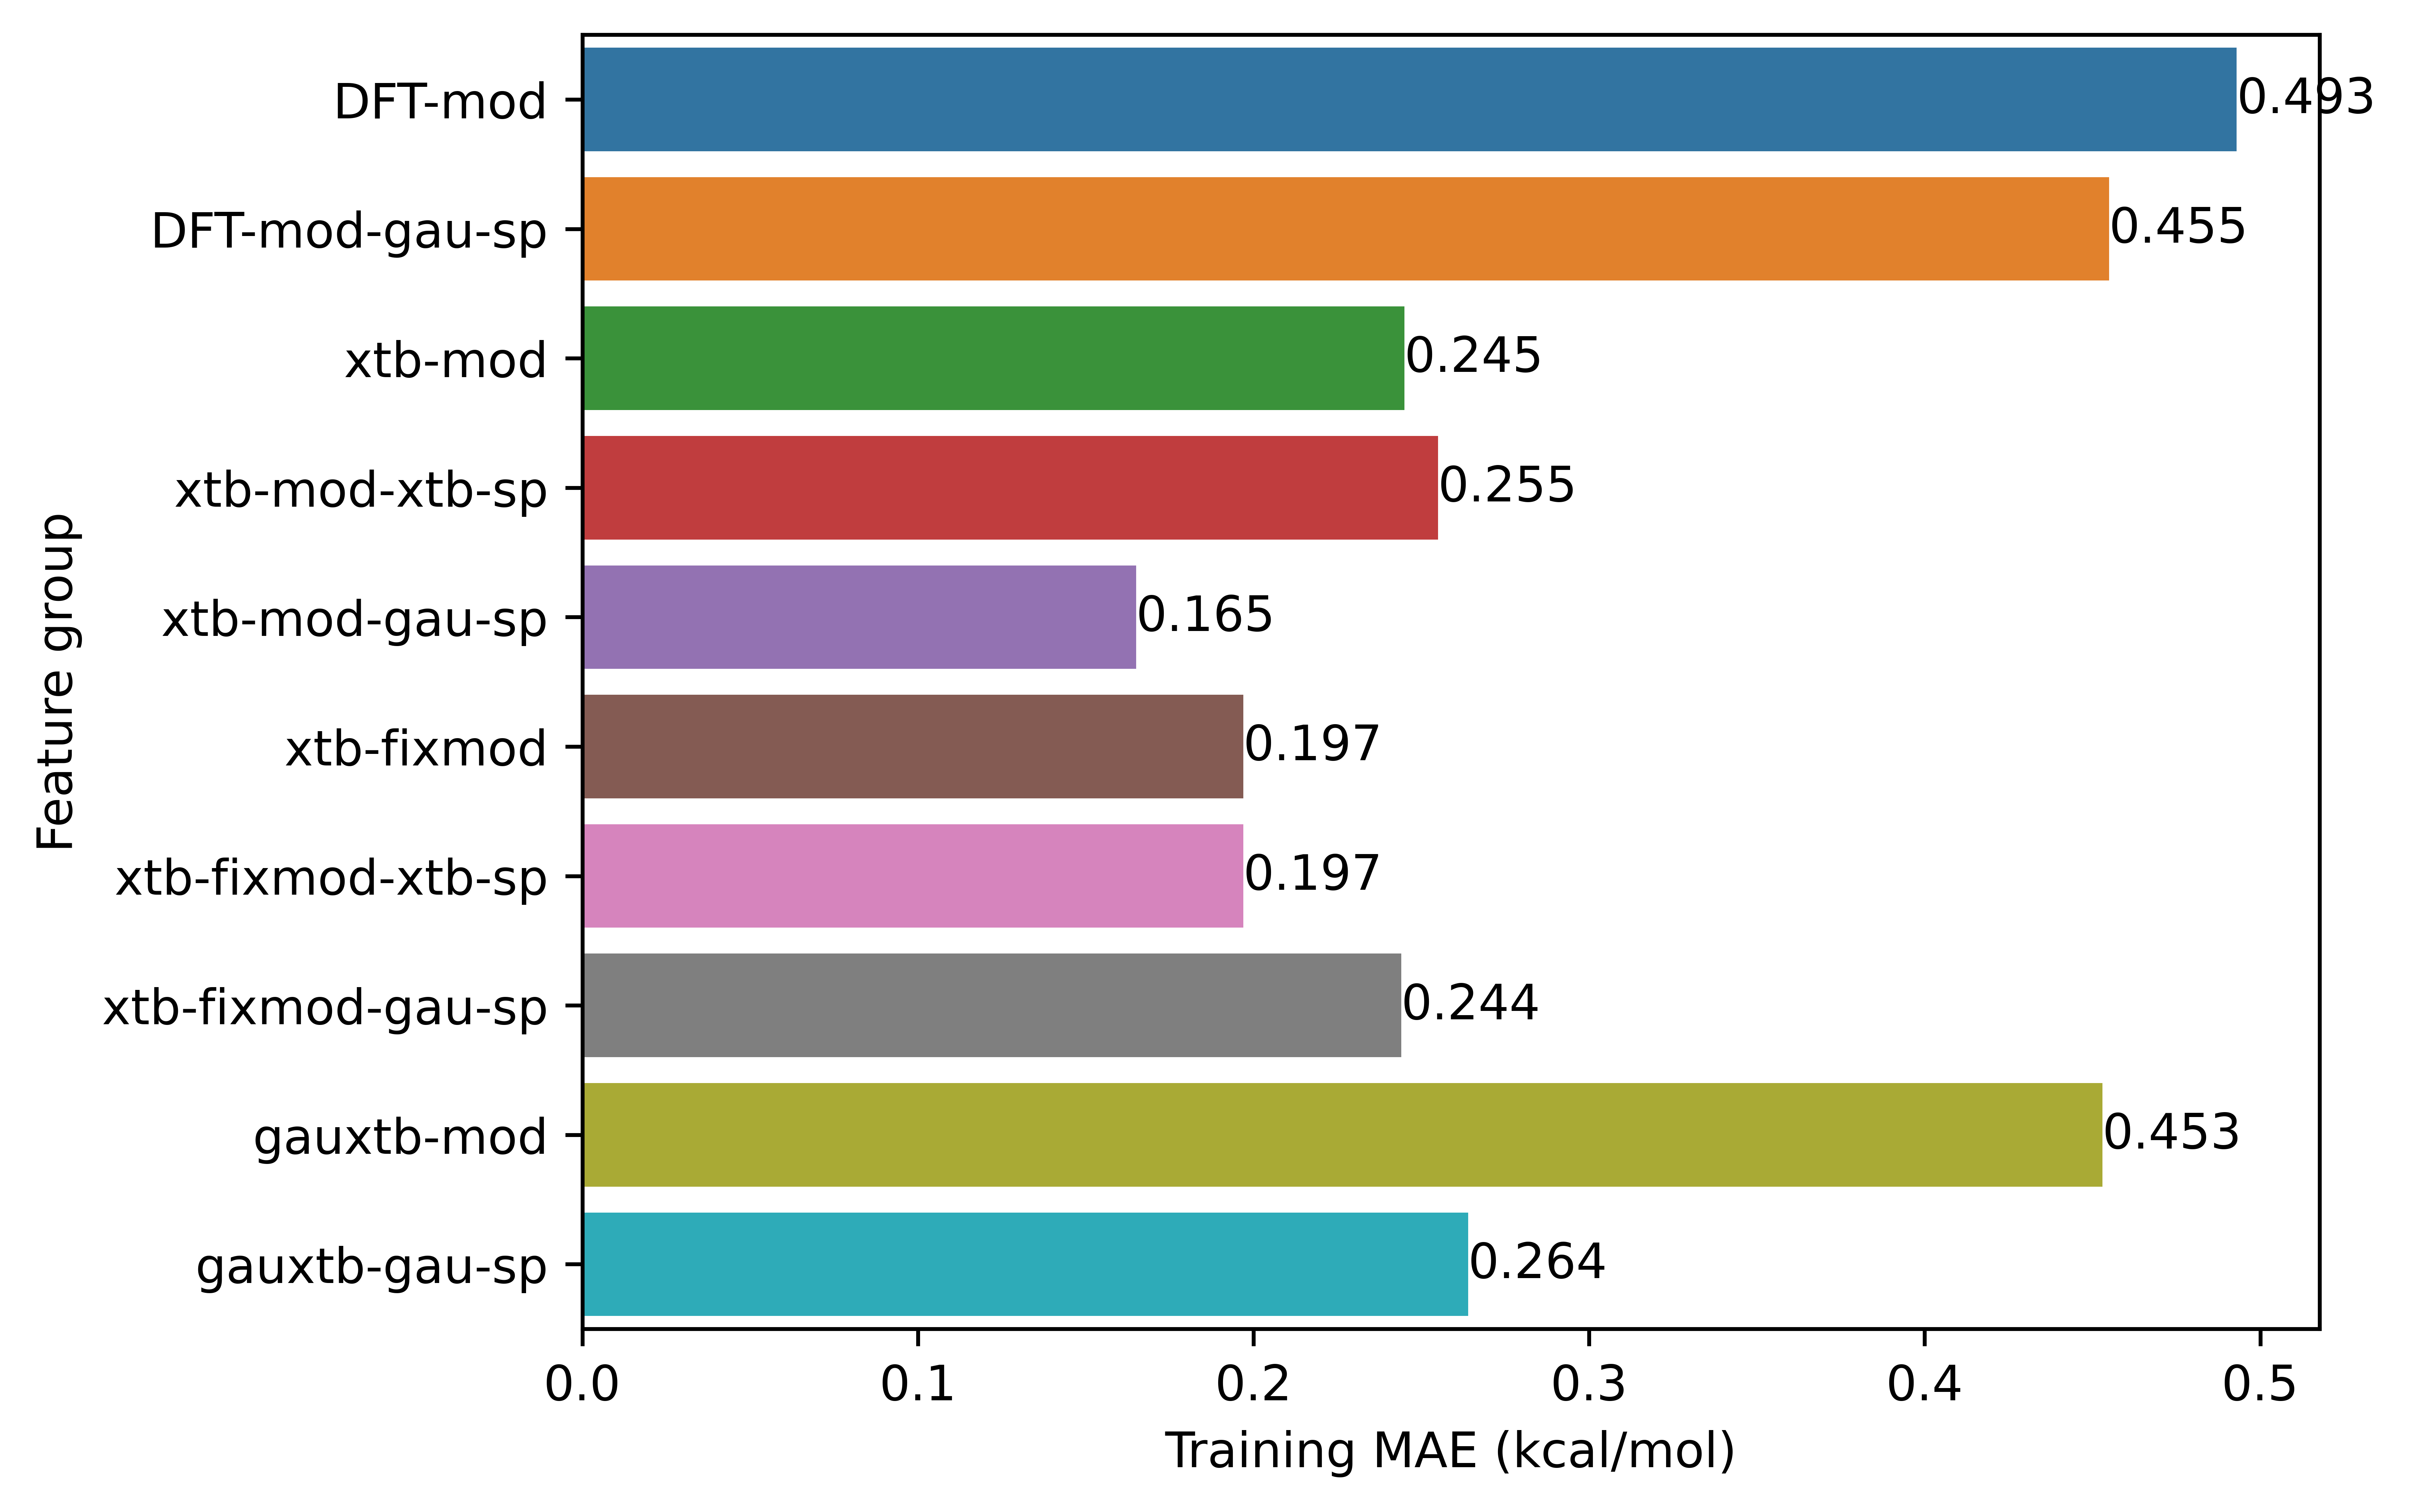 DFT-mod
0.493
DFT-mod-gau-sp
0.455
xtb-mod
0.245
xtb-mod-xtb-sp
0.255
xtb-mod-gau-sp
0.165
xtb-fixmod
0.197
xtb-fixmod-xtb-sp
0.197
xtb-fixmod-gau-sp
0.244
gauxtb-mod
0.453
gauxtb-gau-sp
0.264
Feature group
0.0 0.1 0.2 0.3 0.4 0.5
Training MAE (kcal/mol)